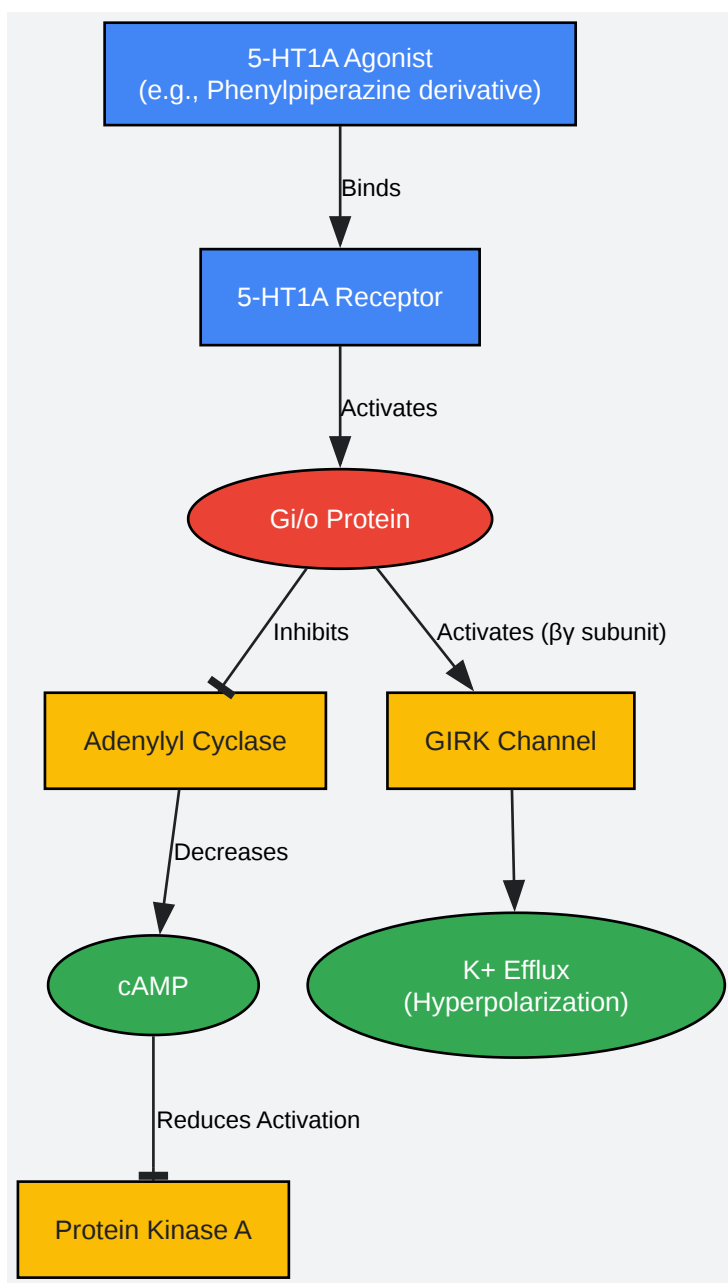 5-HT1A Agonist
(e.g., Phenylpiperazine derivative)
Binds
5-HT1A Receptor
Activates
Gi/o Protein
Inhibits
Activates (βγ subunit)
Adenylyl Cyclase
GIRK Channel
Decreases
cAMP
K+ Efflux
(Hyperpolarization)
Reduces Activation
Protein Kinase A